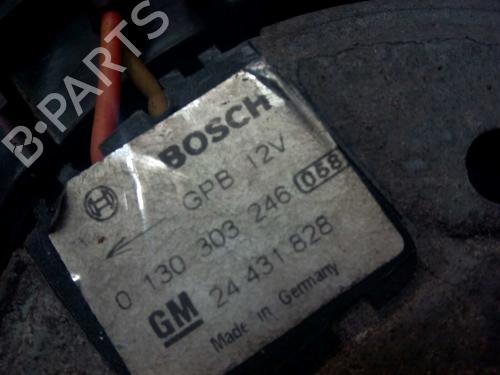 B-PARTS
BOSCH
GPB 12V
0 130 303 246 068
GM 24 431 828
Made in Germany